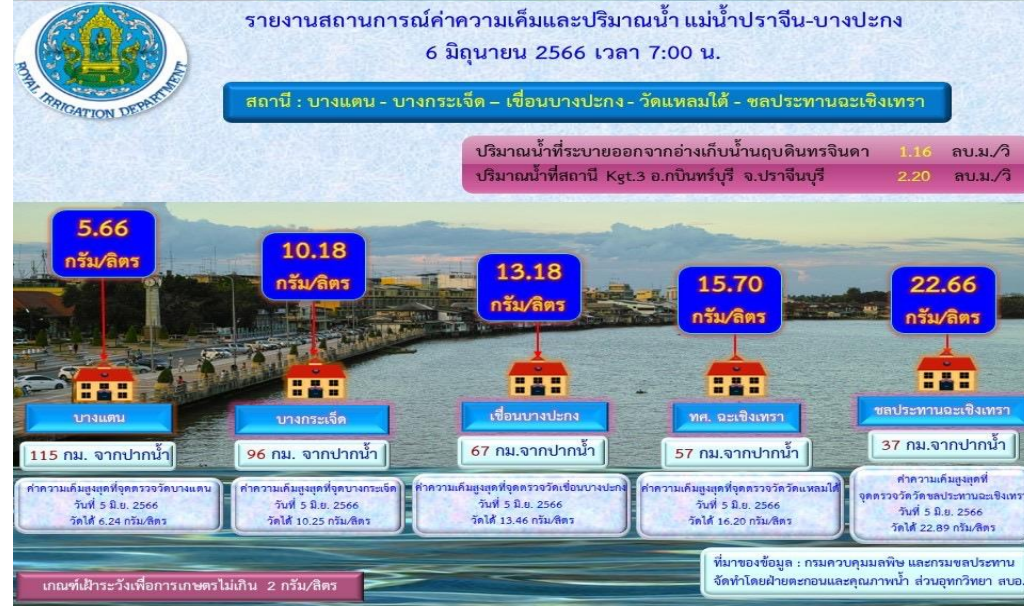 รายงานสถานการณ์ค่าความเค็มและปริมาณน้ำ แม่น้ำปราจีน-บางปะกง
6 มิถุนายน 2566 เวลา 7:00 น.
ROYAL IRRIGATION DEPARTMENT
สถานี : บางแตน - บางกระเจ็ด – เขื่อนบางปะกง - วัดแหลมใต้ - ชลประทานฉะเชิงเทรา
ปริมาณน้ำที่ระบายออกจากอ่างเก็บน้ำนฤบดินทรจินดา 1.16 ลบ.ม./วิ
ปริมาณน้ำที่สถานี Kgt.3 อ.กบินทร์บุรี จ.ปราจีนบุรี 2.20 ลบ.ม./วิ
5.66
กรัม/ลิตร
10.18
กรัม/ลิตร
13.18
กรัม/ลิตร
15.70
กรัม/ลิตร
22.66
กรัม/ลิตร
บางแตน
บางกระเจ็ด
เขื่อนบางปะกง
ทศ. ฉะเชิงเทรา
ชลประทานฉะเชิงเทรา
115 กม. จากปากน้ำ
96 กม. จากปากน้ำ
67 กม.จากปากน้ำ
57 กม.จากปากน้ำ
37 กม.จากปากน้ำ
ค่าความเค็มสูงสุดที่จุดตรวจวัดบางแตน
วันที่ 5 มิ.ย. 2566
วัดได้ 6.24 กรัม/ลิตร
ค่าความเค็มสูงสุดที่จุดบางกระเจ็ด
วันที่ 5 มิ.ย. 2566
วัดได้ 10.25 กรัม/ลิตร
ค่าความเค็มสูงสุดที่จุดตรวจวัดเขื่อนบางปะกง
วันที่ 5 มิ.ย. 2566
วัดได้ 13.46 กรัม/ลิตร
ค่าความเค็มสูงสุดที่จุดตรวจวัดวัดแหลมใต้
วันที่ 5 มิ.ย. 2566
วัดได้ 16.20 กรัม/ลิตร
ค่าความเค็มสูงสุดที่
จุดตรวจวัดวัดชลประทานฉะเชิงเทรา
วันที่ 5 มิ.ย. 2566
วัดได้ 22.89 กรัม/ลิตร
เกณฑ์เฝ้าระวังเพื่อการเกษตรไม่เกิน 2 กรัม/ลิตร
ที่มาของข้อมูล : กรมควบคุมมลพิษ และกรมชลประทาน
จัดทำโดยฝ่ายตะกอนและคุณภาพน้ำ ส่วนอุทกวิทยา สบอ.